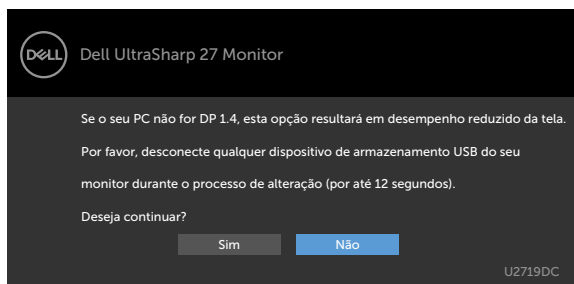 DELL
Dell UltraSharp 27 Monitor
Se o seu PC não for DP 1.4, esta opção resultará em desempenho reduzido da tela.
Por favor, desconecte qualquer dispositivo de armazenamento USB do seu
monitor durante o processo de alteração (por até 12 segundos).
Deseja continuar?
Sim Não
U2719DC